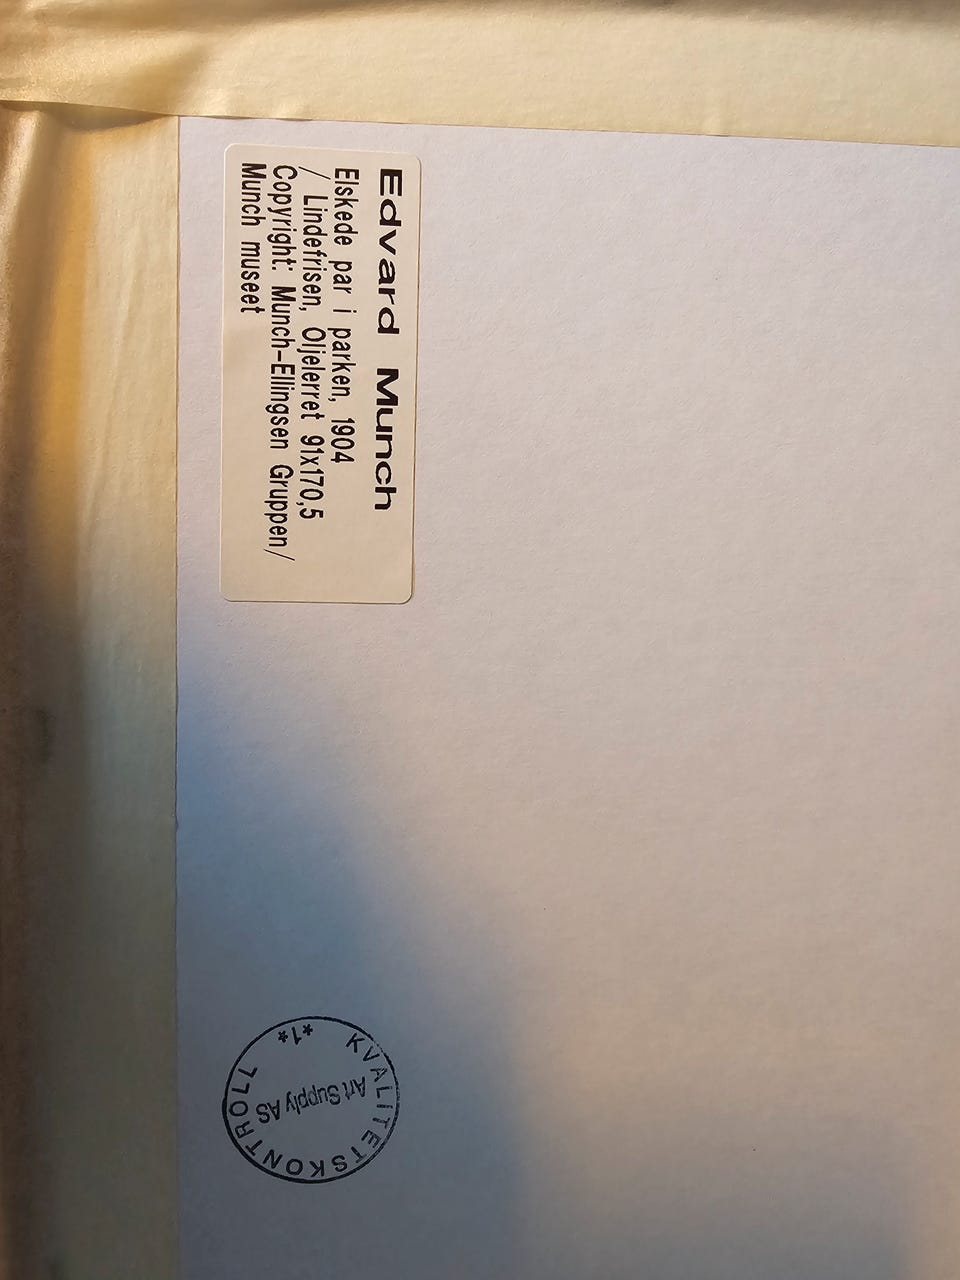 Edvard Munch
Elskede par i parken, 1904
/ Lindefrisen, Oljelerret 91x170,5
Copyright: Munch-Ellingsen Gruppen/
Munch museet
KVALITETSKONTROLL
Art Supply AS
*1*